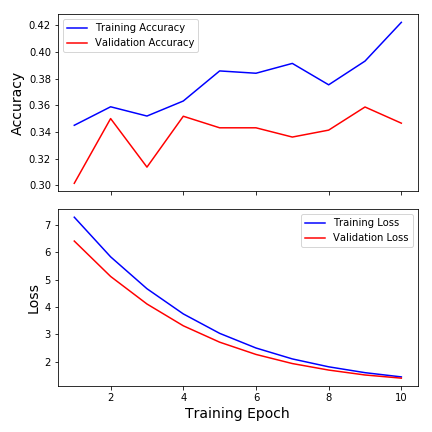 0.42
0.40
0.38
0.36
0.34
0.32
0.30
Accuracy
Training Accuracy
Validation Accuracy
7
6
5
4
3
2
Loss
Training Loss
Validation Loss
2
4
6
8
10
Training Epoch